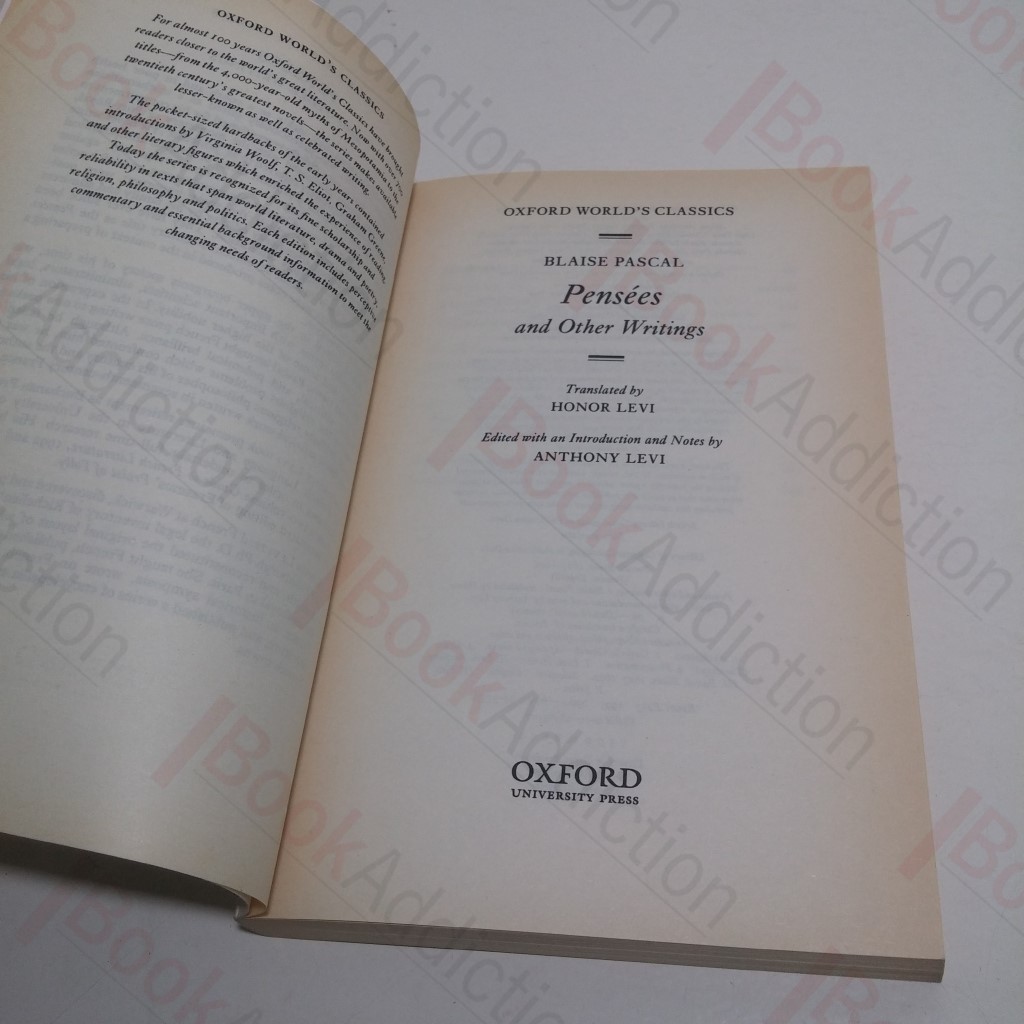 OXFORD WORLD'S CLASSICS
For almost 100 years Oxford World's Classics have brought
readers closer to the world's great literature. Now with over 700
titles—from the 4,000-year-old myths of Mesopotamia to the
twentieth century's greatest novels—the series makes available
lesser-known as well as celebrated writing.
The pocket-sized hardbacks of the early years contained
introductions by Virginia Woolf, T. S. Eliot, Graham Greene,
and other literary figures which enriched the experience of reading.
Today the series is recognized for its fine scholarship and
reliability in texts that span world literature, drama and poetry,
religion, philosophy and politics. Each edition includes perceptive
commentary and essential background information to meet the
changing needs of readers.
OXFORD WORLD'S CLASSICS
BLAISE PASCAL
Pensées
and Other Writings
Translated by
HONOR LEVI
Edited with an Introduction and Notes by
ANTHONY LEVI
OXFORD
UNIVERSITY PRESS
BookAddiction